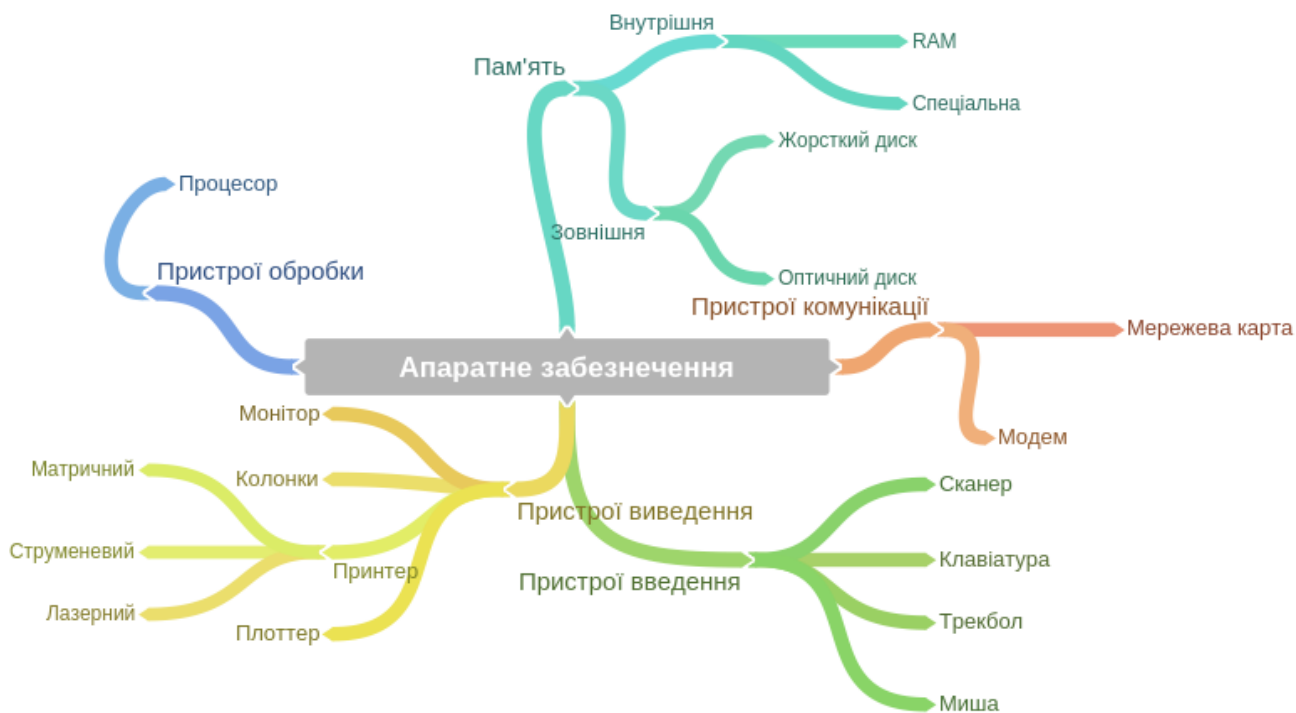 Внутрішня
RAM
Пам'ять
Спеціальна
Жорсткий диск
Процесор
Зовнішня
Пристрої обробки
Оптичний диск
Пристрої комунікації
Мережева карта
Апаратне забезнечення
Монітор
Модем
Матричний
Колонки
Сканер
Пристрої виведення
Струменевий
Клавіатура
Принтер
Пристрої введення
Лазерний
Трекбол
Плоттер
Миша